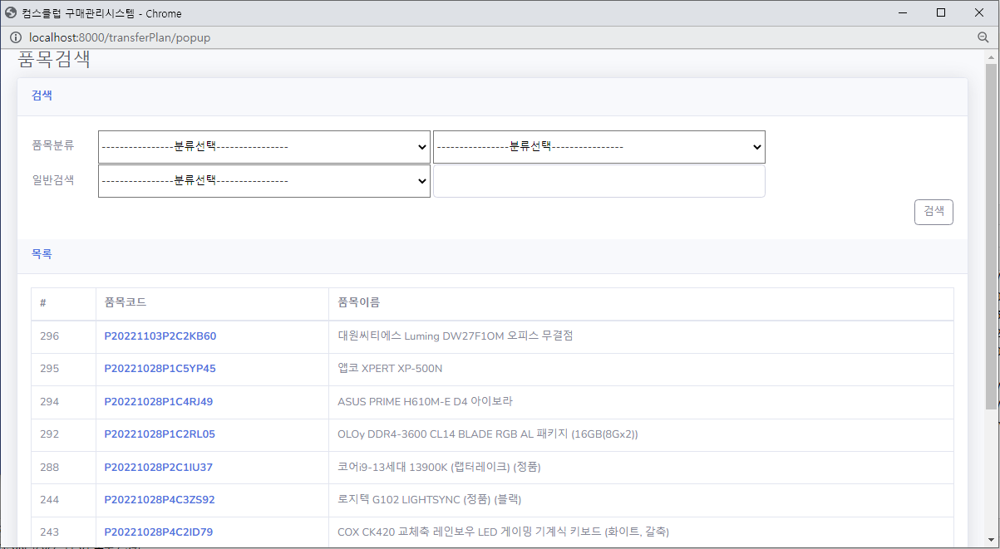 컴스클럽 구매관리시스템 - Chrome
localhost:8000/transferPlan/popup
품목검색
검색
품목분류 ----------------분류선택---------------- ----------------분류선택----------------
일반검색 ----------------분류선택----------------
검색
목록
# 품목코드 품목이름
296 P20221103P2C2KB60 대원씨티에스 Luming DW27F1OM 오피스 무결점
295 P20221028P1C5YP45 앱코 XPERT XP-500N
294 P20221028P1C4RJ49 ASUS PRIME H610M-E D4 아이보라
292 P20221028P1C2RL05 OLOy DDR4-3600 CL14 BLADE RGB AL 패키지 (16GB(8Gx2))
288 P20221028P2C1IU37 코어i9-13세대 13900K (랩터레이크) (정품)
244 P20221028P4C3ZS92 로지텍 G102 LIGHTSYNC (정품) (블랙)
243 P20221028P4C2ID79 COX CK420 교체축 레인보우 LED 게이밍 기계식 키보드 (화이트, 갈축)